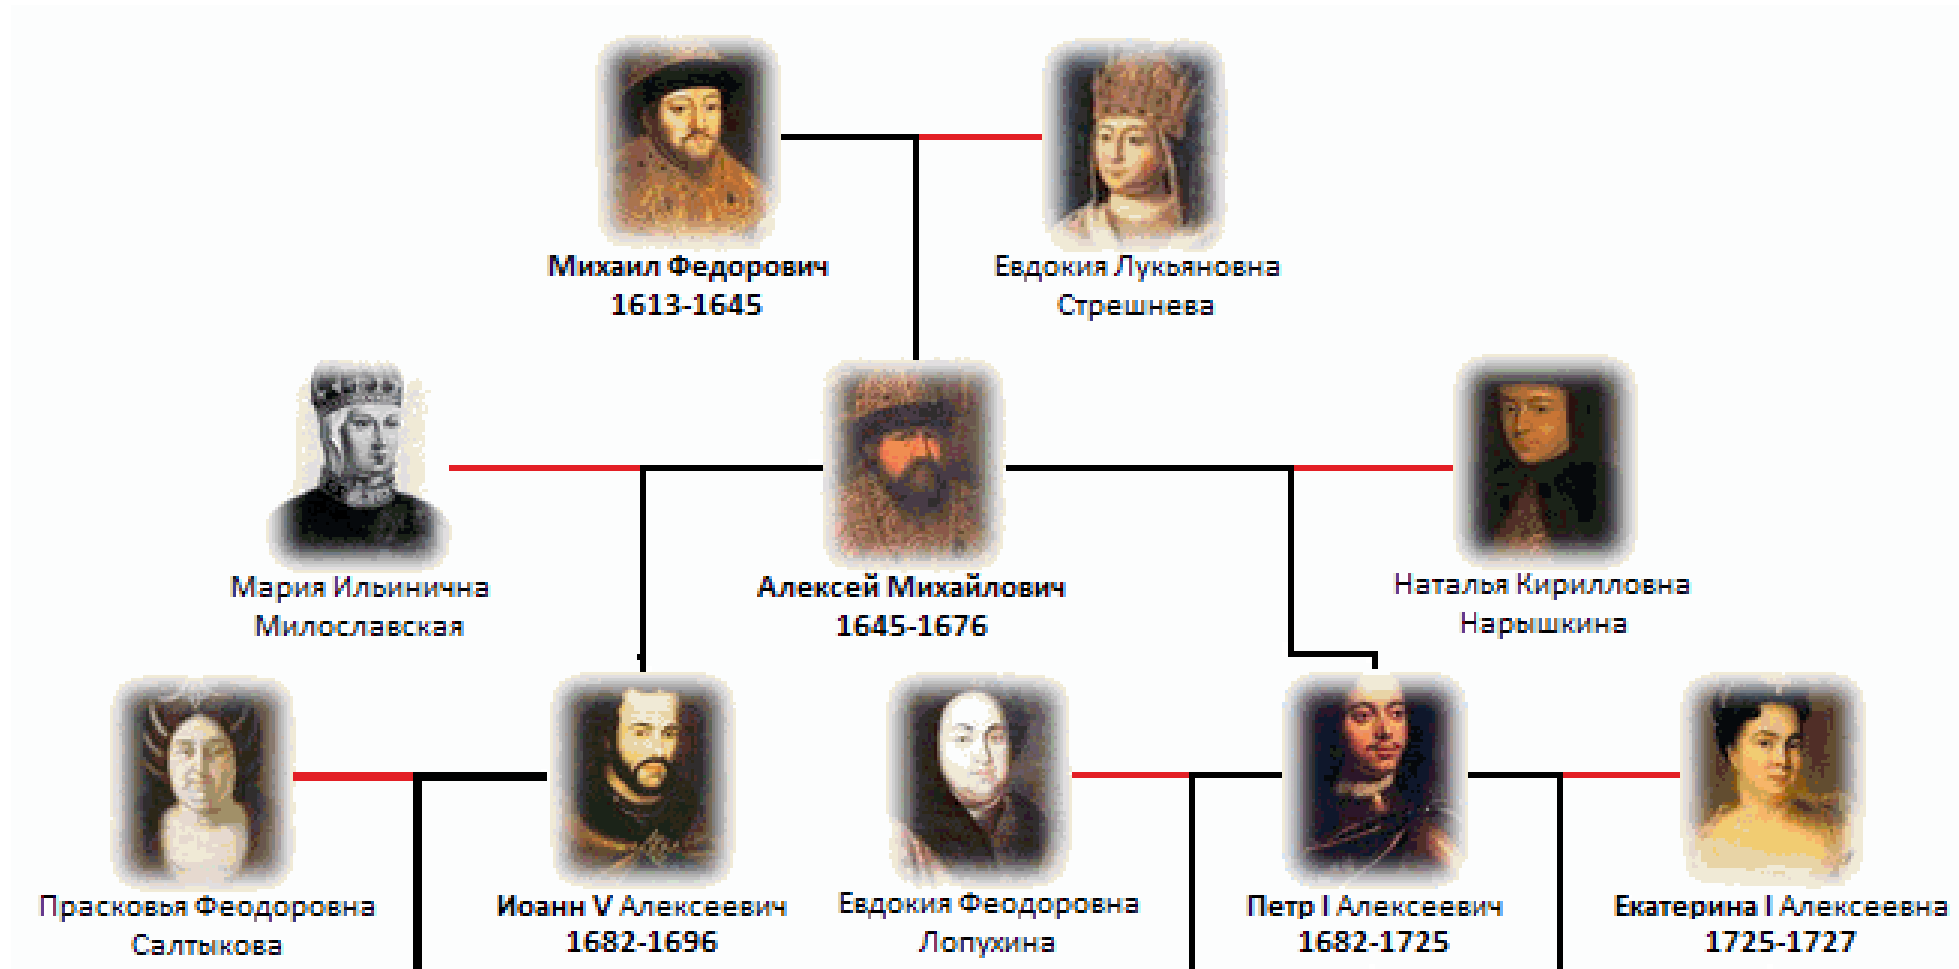 Михаил Федорович
1613-1645
Евдокия Лукьяновна
Стрешнева
Мария Ильинична
Милославская
Алексей Михайлович
1645-1676
Наталья Кирилловна
Нарышкина
Прасковья Феодоровна
Салтыкова
Иоанн V Алексеевич
1682-1696
Евдокия Феодоровна
Лопухина
Петр I Алексеевич
1682-1725
Екатерина I Алексеевна
1725-1727